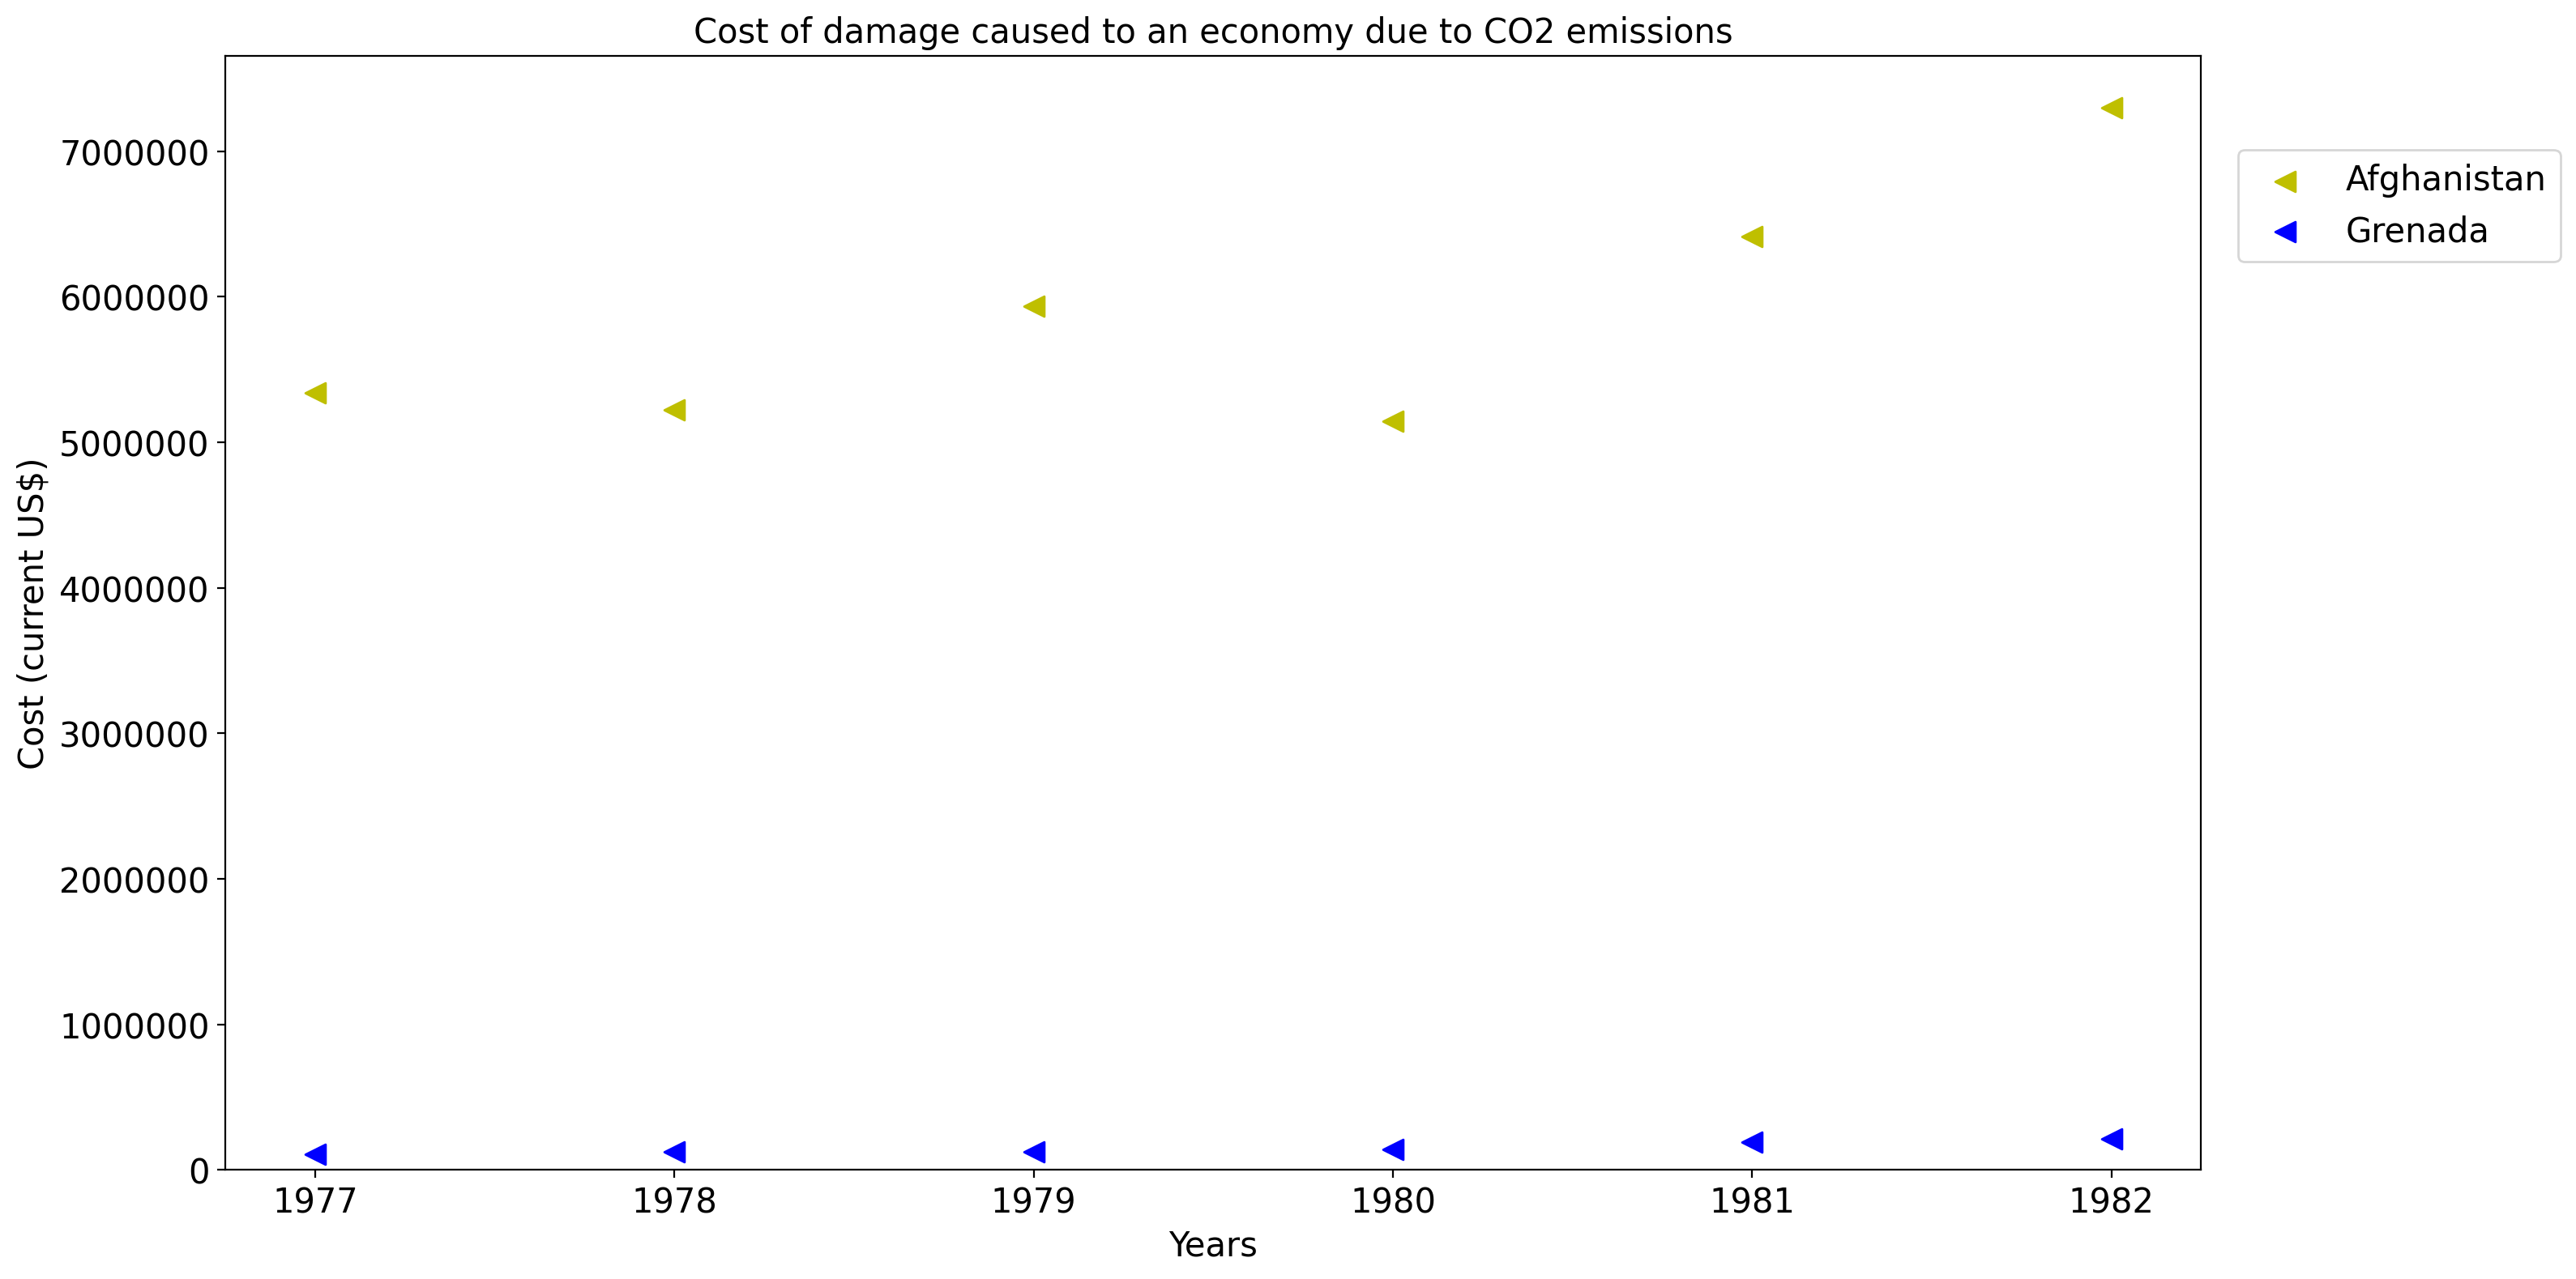 Cost of damage caused to an economy due to CO2 emissions
Cost (current US$)
7000000
6000000
5000000
4000000
3000000
2000000
1000000
0
1977 1978 1979 1980 1981 1982
Years
Afghanistan
Grenada